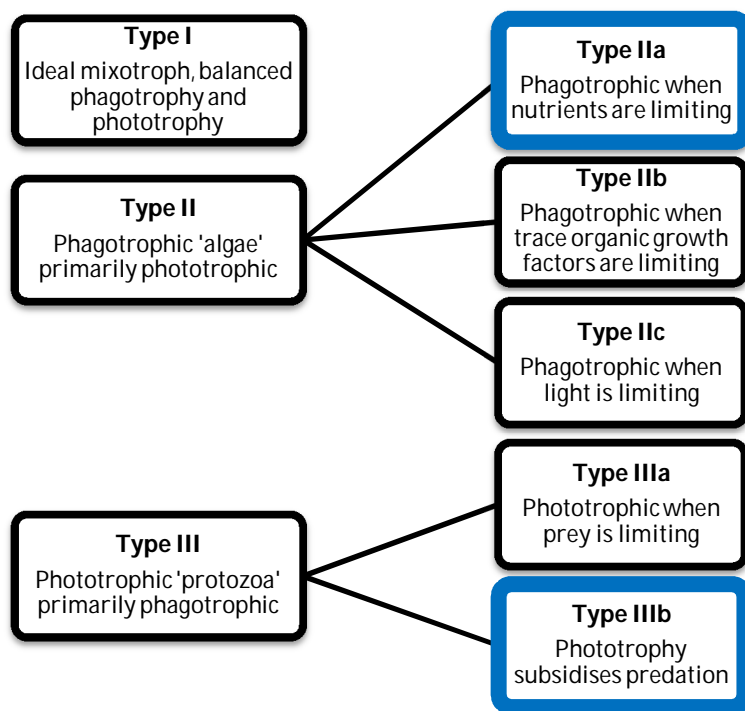 Type I
Ideal mixotroph, balanced
phagotrophy and
phototrophy
Type II
Phagotrophic 'algae'
primarily phototrophic
Type III
Phototrophic 'protozoa'
primarily phagotrophic
Type IIa
Phagotrophic when
nutrients are limiting
Type IIb
Phagotrophic when
trace organic growth
factors are limiting
Type IIc
Phagotrophic when
light is limiting
Type IIIa
Phototrophic when
prey is limiting
Type IIIb
Phototrophy
subsidises predation